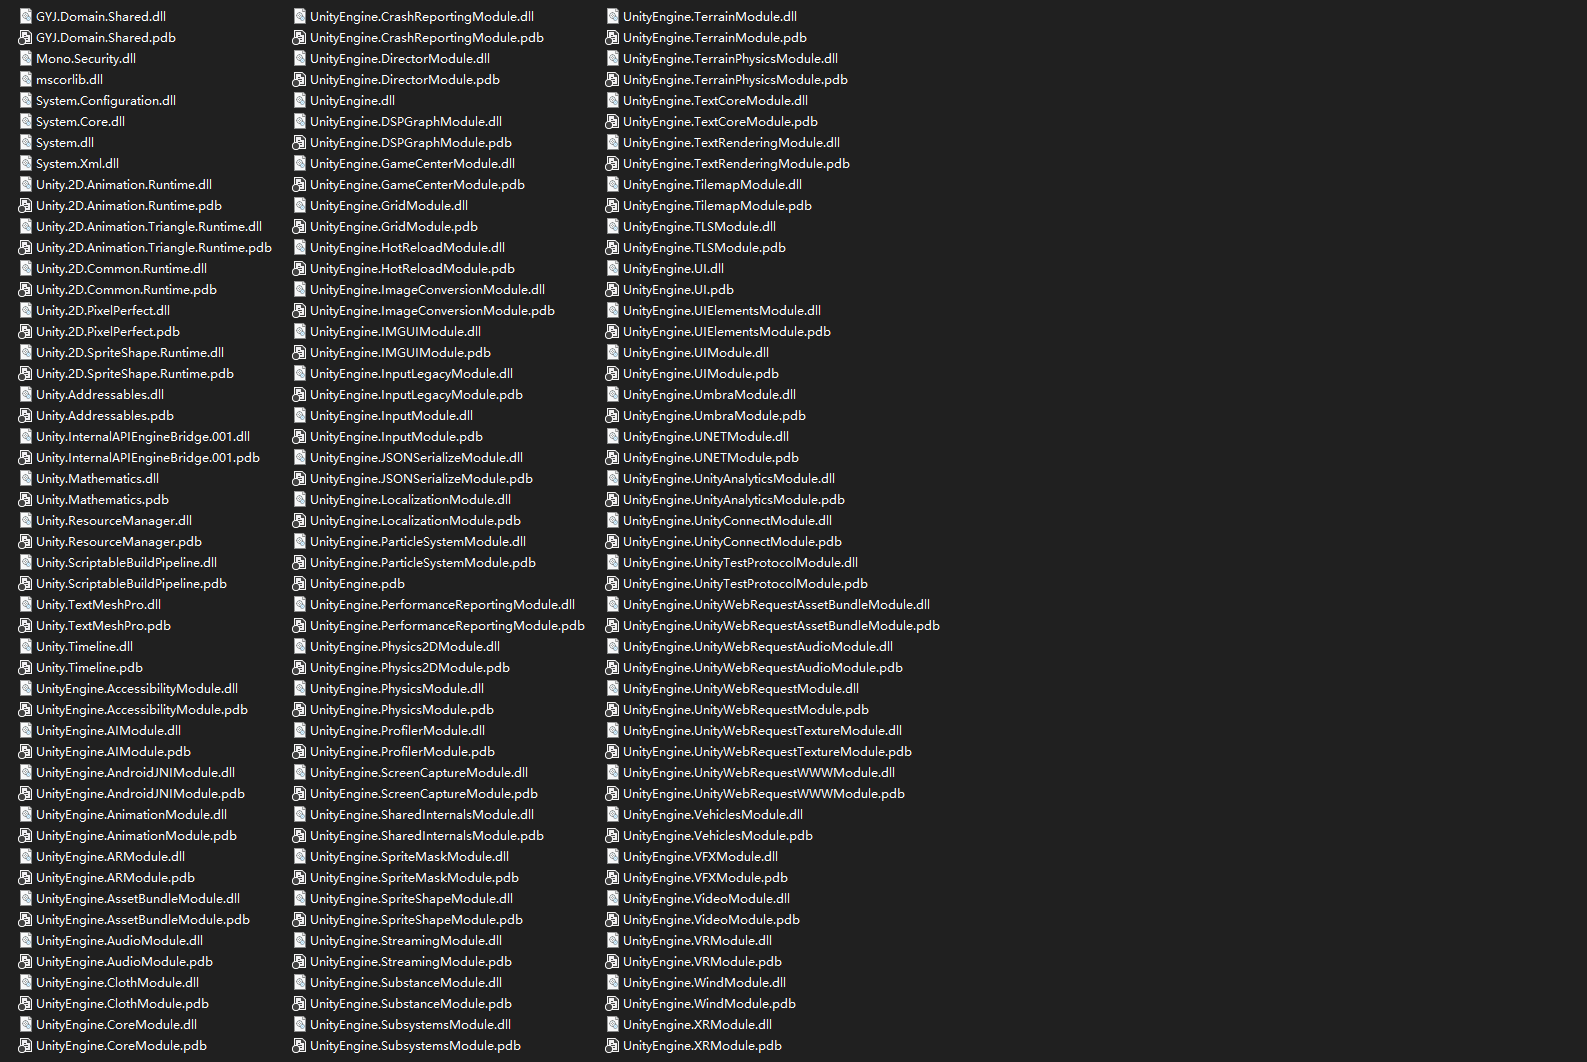 GYJ.Domain.Shared.dll
GYJ.Domain.Shared.pdb
Mono.Security.dll
mscorlib.dll
System.Configuration.dll
System.Core.dll
System.dll
System.Xml.dll
Unity.2D.Animation.Runtime.dll
Unity.2D.Animation.Runtime.pdb
Unity.2D.Animation.Triangle.Runtime.dll
Unity.2D.Animation.Triangle.Runtime.pdb
Unity.2D.Common.Runtime.dll
Unity.2D.Common.Runtime.pdb
Unity.2D.PixelPerfect.dll
Unity.2D.PixelPerfect.pdb
Unity.2D.SpriteShape.Runtime.dll
Unity.2D.SpriteShape.Runtime.pdb
Unity.Addressables.dll
Unity.Addressables.pdb
Unity.InternalAPIEngineBridge.001.dll
Unity.InternalAPIEngineBridge.001.pdb
Unity.Mathematics.dll
Unity.Mathematics.pdb
Unity.ResourceManager.dll
Unity.ResourceManager.pdb
Unity.ScriptableBuildPipeline.dll
Unity.ScriptableBuildPipeline.pdb
Unity.TextMeshPro.dll
Unity.TextMeshPro.pdb
Unity.Timeline.dll
Unity.Timeline.pdb
UnityEngine.AccessibilityModule.dll
UnityEngine.AccessibilityModule.pdb
UnityEngine.AIModule.dll
UnityEngine.AIModule.pdb
UnityEngine.AndroidJNIModule.dll
UnityEngine.AndroidJNIModule.pdb
UnityEngine.AnimationModule.dll
UnityEngine.AnimationModule.pdb
UnityEngine.ARModule.dll
UnityEngine.ARModule.pdb
UnityEngine.AssetBundleModule.dll
UnityEngine.AssetBundleModule.pdb
UnityEngine.AudioModule.dll
UnityEngine.AudioModule.pdb
UnityEngine.ClothModule.dll
UnityEngine.ClothModule.pdb
UnityEngine.CoreModule.dll
UnityEngine.CoreModule.pdb
UnityEngine.CrashReportingModule.dll
UnityEngine.CrashReportingModule.pdb
UnityEngine.DirectorModule.dll
UnityEngine.DirectorModule.pdb
UnityEngine.dll
UnityEngine.DSPGraphModule.dll
UnityEngine.DSPGraphModule.pdb
UnityEngine.GameCenterModule.dll
UnityEngine.GameCenterModule.pdb
UnityEngine.GridModule.dll
UnityEngine.GridModule.pdb
UnityEngine.HotReloadModule.dll
UnityEngine.HotReloadModule.pdb
UnityEngine.ImageConversionModule.dll
UnityEngine.ImageConversionModule.pdb
UnityEngine.IMGUIModule.dll
UnityEngine.IMGUIModule.pdb
UnityEngine.InputLegacyModule.dll
UnityEngine.InputLegacyModule.pdb
UnityEngine.InputModule.dll
UnityEngine.InputModule.pdb
UnityEngine.JSONSerializeModule.dll
UnityEngine.JSONSerializeModule.pdb
UnityEngine.LocalizationModule.dll
UnityEngine.LocalizationModule.pdb
UnityEngine.ParticleSystemModule.dll
UnityEngine.ParticleSystemModule.pdb
UnityEngine.pdb
UnityEngine.PerformanceReportingModule.dll
UnityEngine.PerformanceReportingModule.pdb
UnityEngine.Physics2DModule.dll
UnityEngine.Physics2DModule.pdb
UnityEngine.PhysicsModule.dll
UnityEngine.PhysicsModule.pdb
UnityEngine.ProfilerModule.dll
UnityEngine.ProfilerModule.pdb
UnityEngine.ScreenCaptureModule.dll
UnityEngine.ScreenCaptureModule.pdb
UnityEngine.SharedInternalsModule.dll
UnityEngine.SharedInternalsModule.pdb
UnityEngine.SpriteMaskModule.dll
UnityEngine.SpriteMaskModule.pdb
UnityEngine.SpriteShapeModule.dll
UnityEngine.SpriteShapeModule.pdb
UnityEngine.StreamingModule.dll
UnityEngine.StreamingModule.pdb
UnityEngine.SubstanceModule.dll
UnityEngine.SubstanceModule.pdb
UnityEngine.SubsystemsModule.dll
UnityEngine.SubsystemsModule.pdb
UnityEngine.TerrainModule.dll
UnityEngine.TerrainModule.pdb
UnityEngine.TerrainPhysicsModule.dll
UnityEngine.TerrainPhysicsModule.pdb
UnityEngine.TextCoreModule.dll
UnityEngine.TextCoreModule.pdb
UnityEngine.TextRenderingModule.dll
UnityEngine.TextRenderingModule.pdb
UnityEngine.TilemapModule.dll
UnityEngine.TilemapModule.pdb
UnityEngine.TLSModule.dll
UnityEngine.TLSModule.pdb
UnityEngine.UI.dll
UnityEngine.UI.pdb
UnityEngine.UIElementsModule.dll
UnityEngine.UIElementsModule.pdb
UnityEngine.UIModule.dll
UnityEngine.UIModule.pdb
UnityEngine.UmbraModule.dll
UnityEngine.UmbraModule.pdb
UnityEngine.UNETModule.dll
UnityEngine.UNETModule.pdb
UnityEngine.UnityAnalyticsModule.dll
UnityEngine.UnityAnalyticsModule.pdb
UnityEngine.UnityConnectModule.dll
UnityEngine.UnityConnectModule.pdb
UnityEngine.UnityTestProtocolModule.dll
UnityEngine.UnityTestProtocolModule.pdb
UnityEngine.UnityWebRequestAssetBundleModule.dll
UnityEngine.UnityWebRequestAssetBundleModule.pdb
UnityEngine.UnityWebRequestAudioModule.dll
UnityEngine.UnityWebRequestAudioModule.pdb
UnityEngine.UnityWebRequestModule.dll
UnityEngine.UnityWebRequestModule.pdb
UnityEngine.UnityWebRequestTextureModule.dll
UnityEngine.UnityWebRequestTextureModule.pdb
UnityEngine.UnityWebRequestWWWModule.dll
UnityEngine.UnityWebRequestWWWModule.pdb
UnityEngine.VehiclesModule.dll
UnityEngine.VehiclesModule.pdb
UnityEngine.VFXModule.dll
UnityEngine.VFXModule.pdb
UnityEngine.VideoModule.dll
UnityEngine.VideoModule.pdb
UnityEngine.VRModule.dll
UnityEngine.VRModule.pdb
UnityEngine.WindModule.dll
UnityEngine.WindModule.pdb
UnityEngine.XRModule.dll
UnityEngine.XRModule.pdb